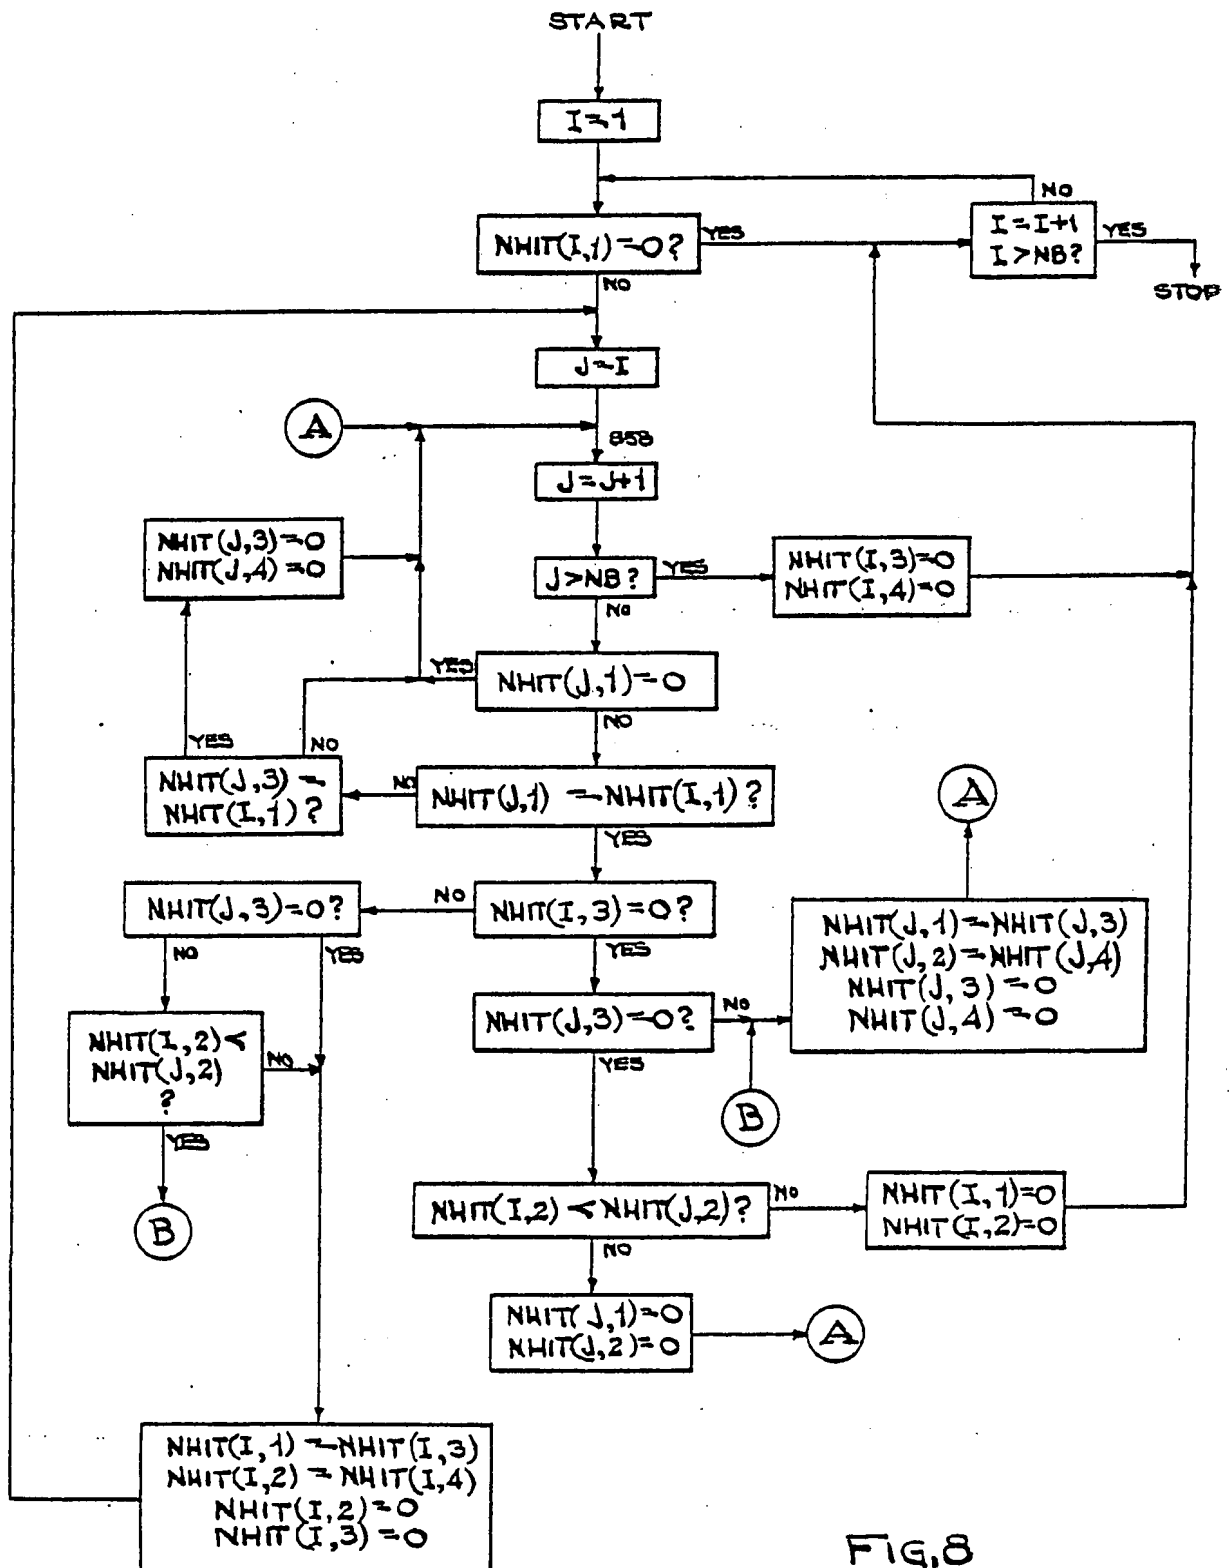 START
I=1
NO
NHIT(I,1)=0?
YES
I=I+1
I>NB?
YES
STOP
NO
J=I
A
858
J=J+1
NHIT(J,3)=0
NHIT(J,4)=0
J>NB?
YES
NHIT(I,3)=0
NHIT(I,4)=0
NO
YES
NHIT(J,1)=0
NO
YES
NO
NHIT(J,3)=
NHIT(I,1)?
NO
NHIT(J,1) =NHIT(I,1)?
YES
A
NHIT(J,3)=0?
NO
NHIT(I,3)=0?
NHIT(J,1)=NHIT(J,3)
NHIT(J,2)=NHIT(J,4)
NHIT(J,3)=0
NHIT(J,4)=0
NO
YES
YES
NHIT(J,3)=0?
NO
NHIT(I,2)<
NHIT(J,2)
?
NO
YES
B
YES
B
NHIT(I,2)<NHIT(J,2)?
NO
NHIT(I,1)=0
NHIT(I,2)=0
NO
NHIT(J,1)=0
NHIT(J,2)=0
A
NHIT(I,1)=NHIT(I,3)
NHIT(I,2)=NHIT(I,4)
NHIT(I,2)=0
NHIT(I,3)=0
FIG,8